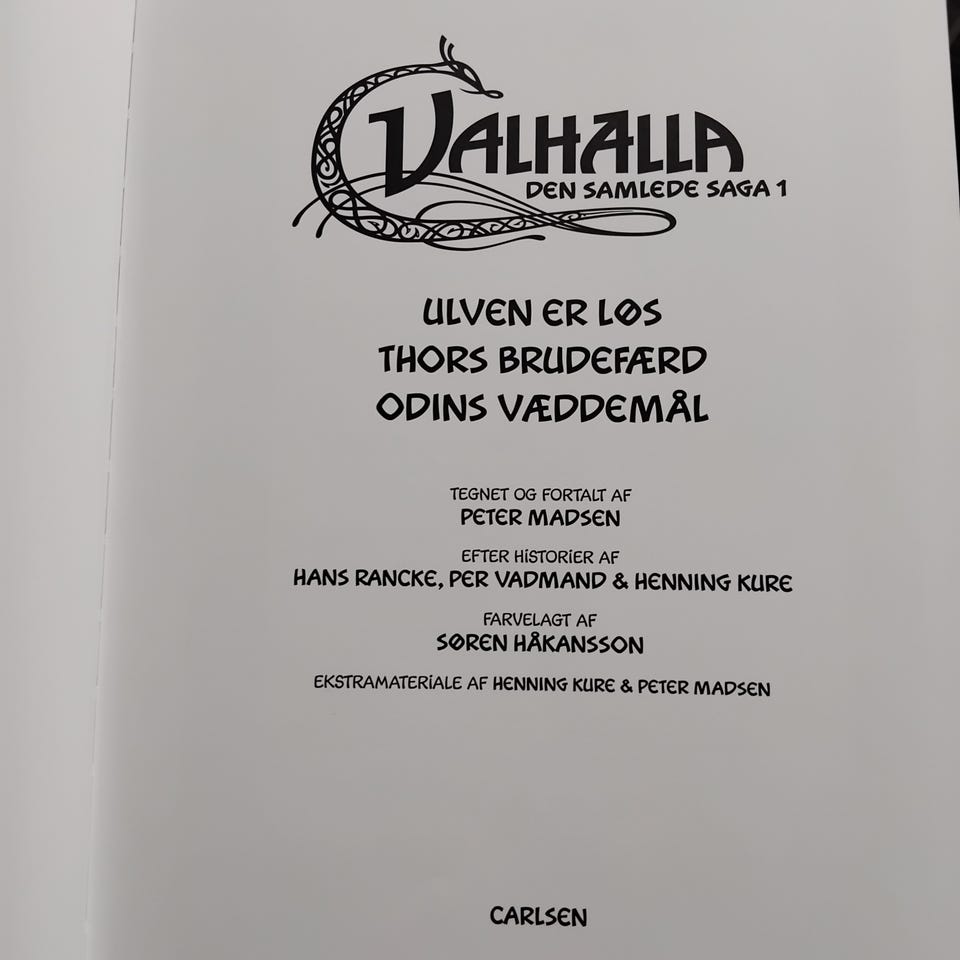 VALHALLA
DEN SAMLEDE SAGA 1
ULVEN ER LØS
THORS BRUDEFÆRD
ODINS VÆDDEMÅL
TEGNET OG FORTALT AF
PETER MADSEN
EFTER HISTORIER AF
HANS RANCKE, PER VADMAND & HENNING KURE
FARVELAGT AF
SØREN HÅKANSSON
EKSTRAMATERIALE AF HENNING KURE & PETER MADSEN
CARLSEN